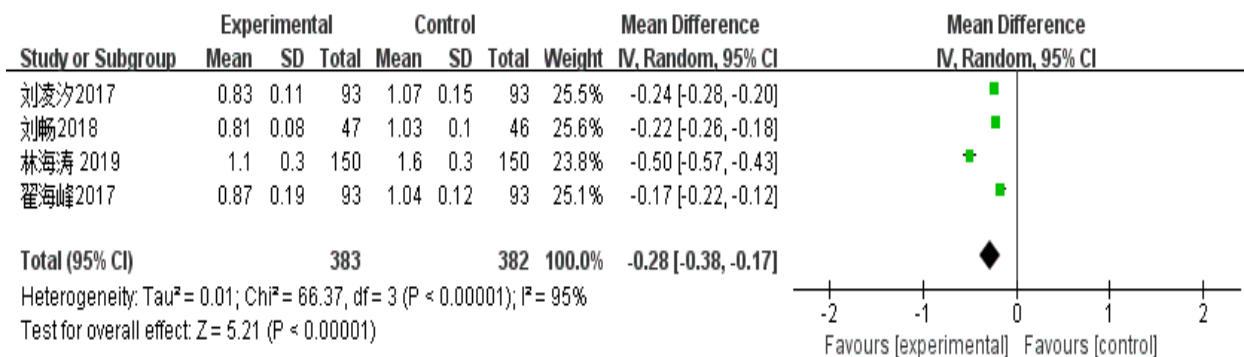 Experimental Control Mean Difference Mean Difference
Study or Subgroup Mean SD Total Mean SD Total Weight IV, Random, 95% CI IV, Random, 95% CI
刘凌汐2017 0.83 0.11 93 1.07 0.15 93 25.5% -0.24 [-0.28, -0.20]
刘畅2018 0.81 0.08 47 1.03 0.1 46 25.6% -0.22 [-0.26, -0.18]
林海涛 2019 1.1 0.3 150 1.6 0.3 150 23.8% -0.50 [-0.57, -0.43]
翟海峰2017 0.87 0.19 93 1.04 0.12 93 25.1% -0.17 [-0.22, -0.12]
Total (95% CI) 383 382 100.0% -0.28 [-0.38, -0.17]
Heterogeneity: Tau² = 0.01; Chi² = 66.37, df = 3 (P < 0.00001); I² = 95%
Test for overall effect: Z = 5.21 (P < 0.00001)
-2 -1 0 1 2
Favours [experimental] Favours [control]